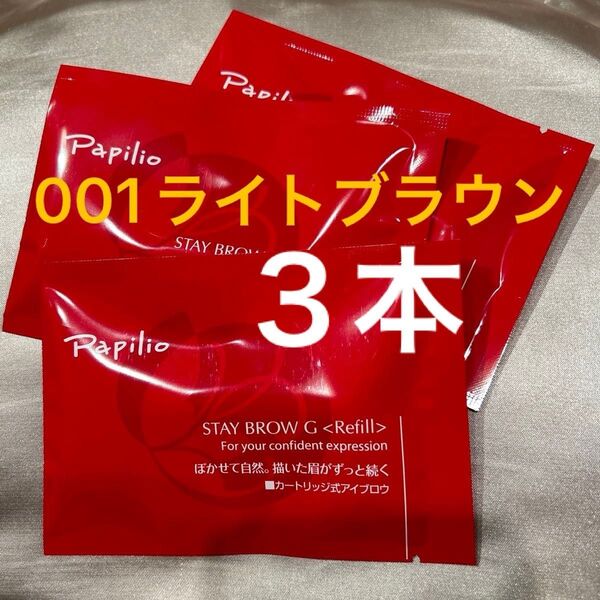 Papilio
Papilio
001ライトブラウン
STAY BROW
3本
Papilio
STAY BROW G <Refill>
For your confident expression
ぼかせて自然。描いた眉がずっと続く
■カートリッジ式アイブロウ